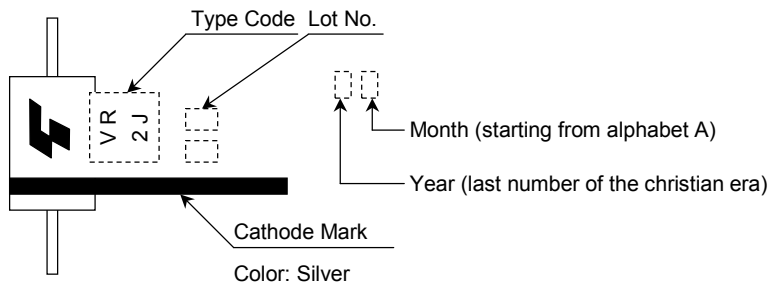 Type Code Lot No.
VR
2J
Month (starting from alphabet A)
Year (last number of the christian era)
Cathode Mark
Color: Silver